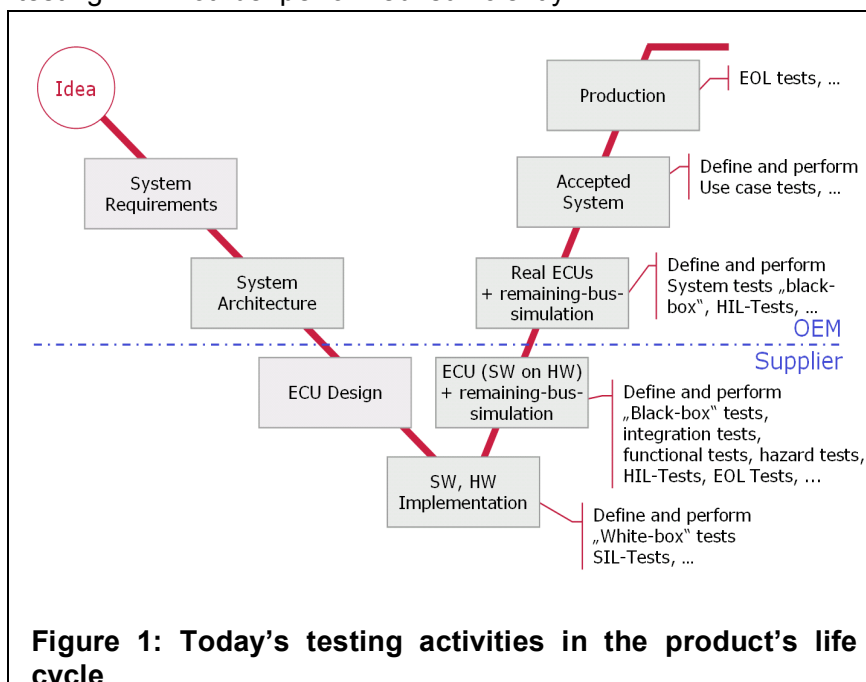 Idea
System
Requirements
System
Architecture
ECU Design
SW, HW
Implementation
Define and perform
„White-box“ tests
SIL-Tests, ...
ECU (SW on HW)
+ remaining-bus-
simulation
Define and perform
„Black-box“ tests,
integration tests,
functional tests, hazard tests,
HIL-Tests, EOL Tests, ...
OEM
Supplier
Real ECUs
+ remaining-bus-
simulation
Define and perform
System tests „black-
box“, HIL-Tests, ...
Accepted
System
Define and perform
Use case tests, ...
Production
EOL tests, ...
Figure 1: Today's testing activities in the product's life
cycle